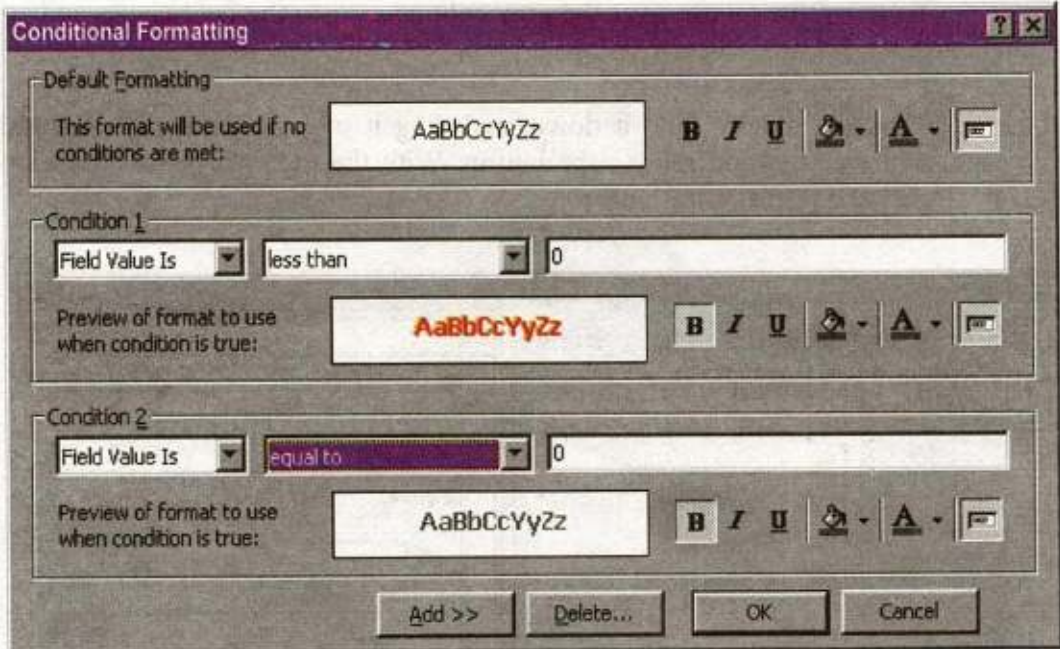 Conditional Formatting
Default Formatting
This format will be used if no
conditions are met:
AaBbCcYyZz
B I U A
Condition 1
Field Value Is less than 0
Preview of format to use
when condition is true:
AaBbCcYyZz
B I U A
Condition 2
Field Value Is equal to 0
Preview of format to use
when condition is true:
AaBbCcYyZz
B I U A
Add >> Delete... OK Cancel